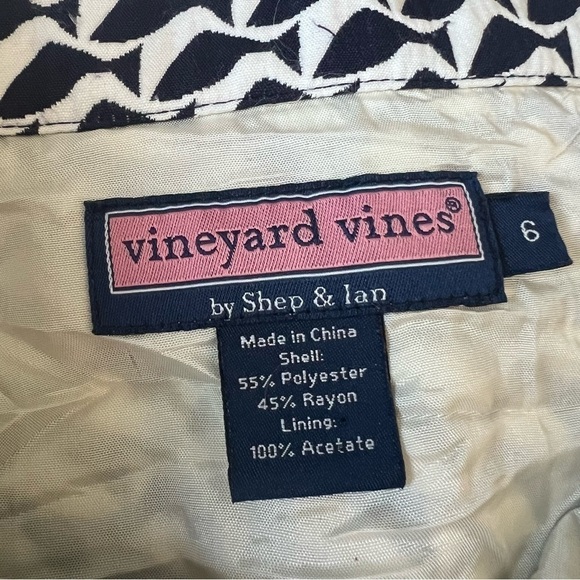 vineyard vines®
by Shep & Ian
6
Made in China
Shell:
55% Polyester
45% Rayon
Lining:
100% Acetate